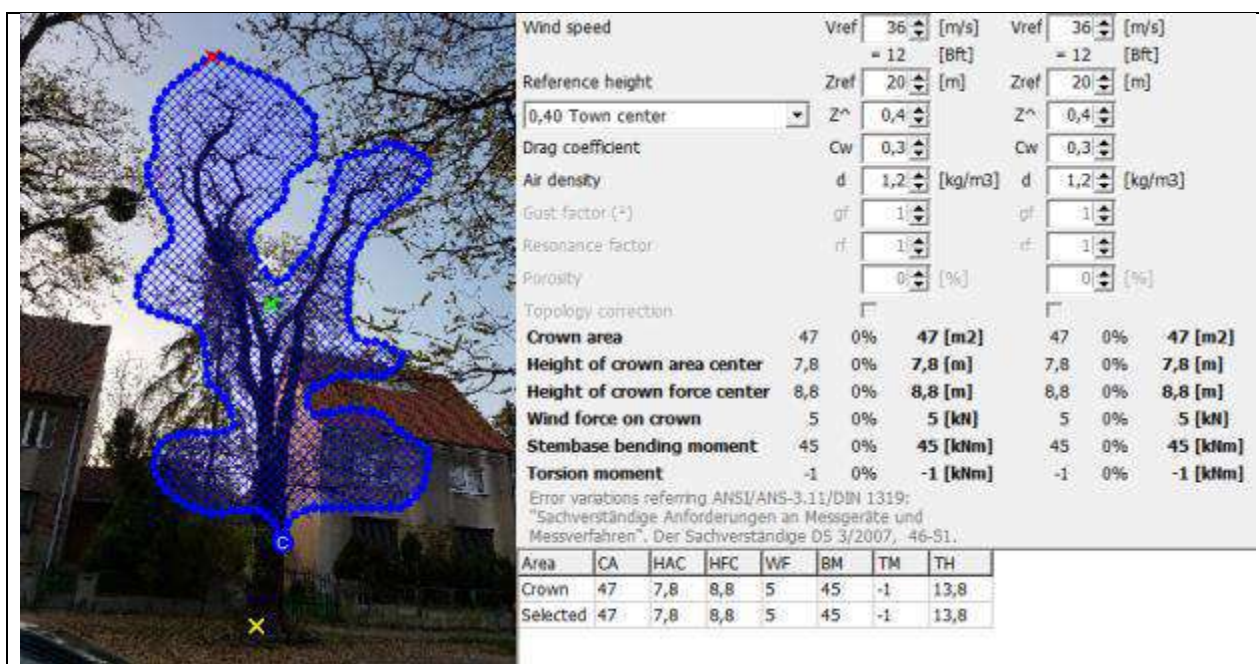 Wind speed Vref 36 [m/s] Vref 36 [m/s]
= 12 [Bft] = 12 [Bft]
Reference height Zref 20 [m] Zref 20 [m]
0,40 Town center Z^ 0,4 Z^ 0,4
Drag coefficient Cw 0,3 Cw 0,3
Air density d 1,2 [kg/m3] d 1,2 [kg/m3]
Gust factor (²) gf 1 gf 1
Resonance factor rf 1 rf 1
Porosity 0 [%] 0 [%]
Topology correction
Crown area 47 0% 47 [m2] 47 0% 47 [m2]
Height of crown area center 7,8 0% 7,8 [m] 7,8 0% 7,8 [m]
Height of crown force center 8,8 0% 8,8 [m] 8,8 0% 8,8 [m]
Wind force on crown 5 0% 5 [kN] 5 0% 5 [kN]
Stembase bending moment 45 0% 45 [kNm] 45 0% 45 [kNm]
Torsion moment -1 0% -1 [kNm] -1 0% -1 [kNm]
Error variations referring ANSI/ANS-3.11/DIN 1319:
"Sachverständige Anforderungen an Messgeräte und
Messverfahren". Der Sachverständige DS 3/2007, 46-51.
C
Area CA HAC HFC WF BM TM TH
Crown 47 7,8 8,8 5 45 -1 13,8
Selected 47 7,8 8,8 5 45 -1 13,8